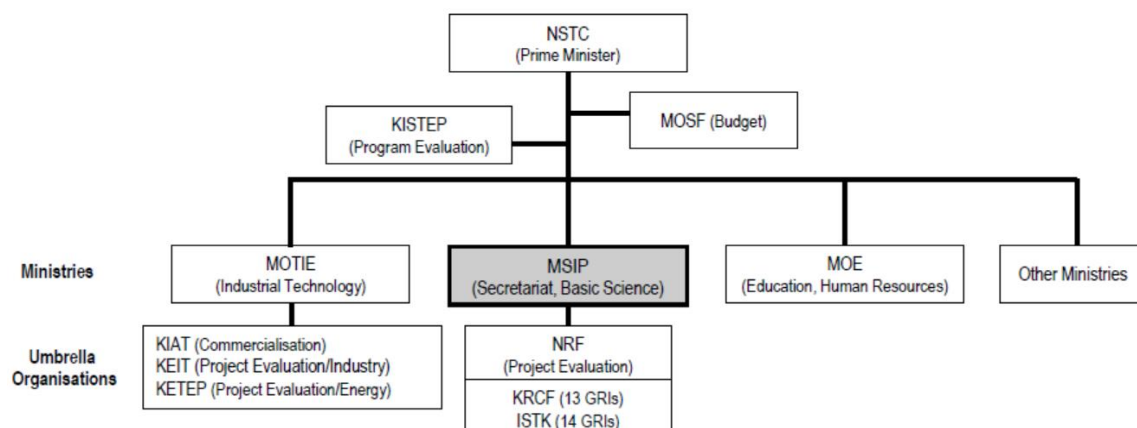 NSTC
(Prime Minister)
KISTEP
(Program Evaluation)
MOSF (Budget)
Ministries
MOTIE
(Industrial Technology)
MSIP
(Secretariat, Basic Science)
MOE
(Education, Human Resources)
Other Ministries
Umbrella
Organisations
KIAT (Commercialisation)
KEIT (Project Evaluation/Industry)
KETEP (Project Evaluation/Energy)
NRF
(Project Evaluation)
KRCF (13 GRIs)
ISTK (14 GRIs)